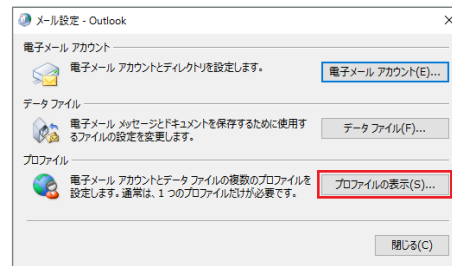 メール設定 - Outlook
電子メール アカウント
電子メール アカウントとディレクトリを設定します。
電子メール アカウント(E)...
データ ファイル
電子メール メッセージとドキュメントを保存するために使用す
るファイルの設定を変更します。
データ ファイル(F)...
プロファイル
電子メール アカウントとデータ ファイルの複数のプロファイルを
設定します。通常は、1 つのプロファイルだけが必要です。
プロファイルの表示(S)...
閉じる(C)